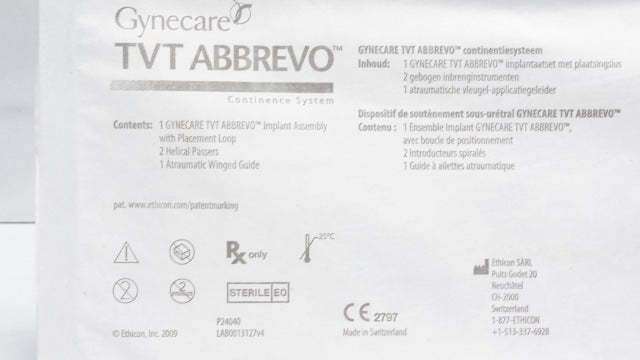 Gynecare
TVT ABBREVO™
Continence System
Contents: 1 GYNECARE TVT ABBREVO™ Implant Assembly
with Placement Loop
2 Helical Passers
1 Atraumatic Winged Guide
pat. www.ethicon.com/patentmarking
GYNECARE TVT ABBREVO™ continentiesysteem
Inhoud: 1 GYNECARE TVT ABBREVO™ implantaatset met plaatsingslus
2 gebogen inbrenginstrumenten
1 atraumatische vleugel-applicatiegeleider
Dispositif de soutènement sous-urétral GYNECARE TVT ABBREVO™
Contenu : 1 Ensemble Implant GYNECARE TVT ABBREVO™,
avec boucle de positionnement
2 Introducteurs spiralés
1 Guide à ailettes atraumatique
Rx only
25°C
2
2
STERILE EO
© Ethicon, Inc. 2009
P24040
LAB0013127v4
CE 2797
Made in Switzerland
Ethicon SÀRL
Puits Godet 20
Neuchâtel
CH-2000
Switzerland
1-877-ETHICON
+1-513-337-6928